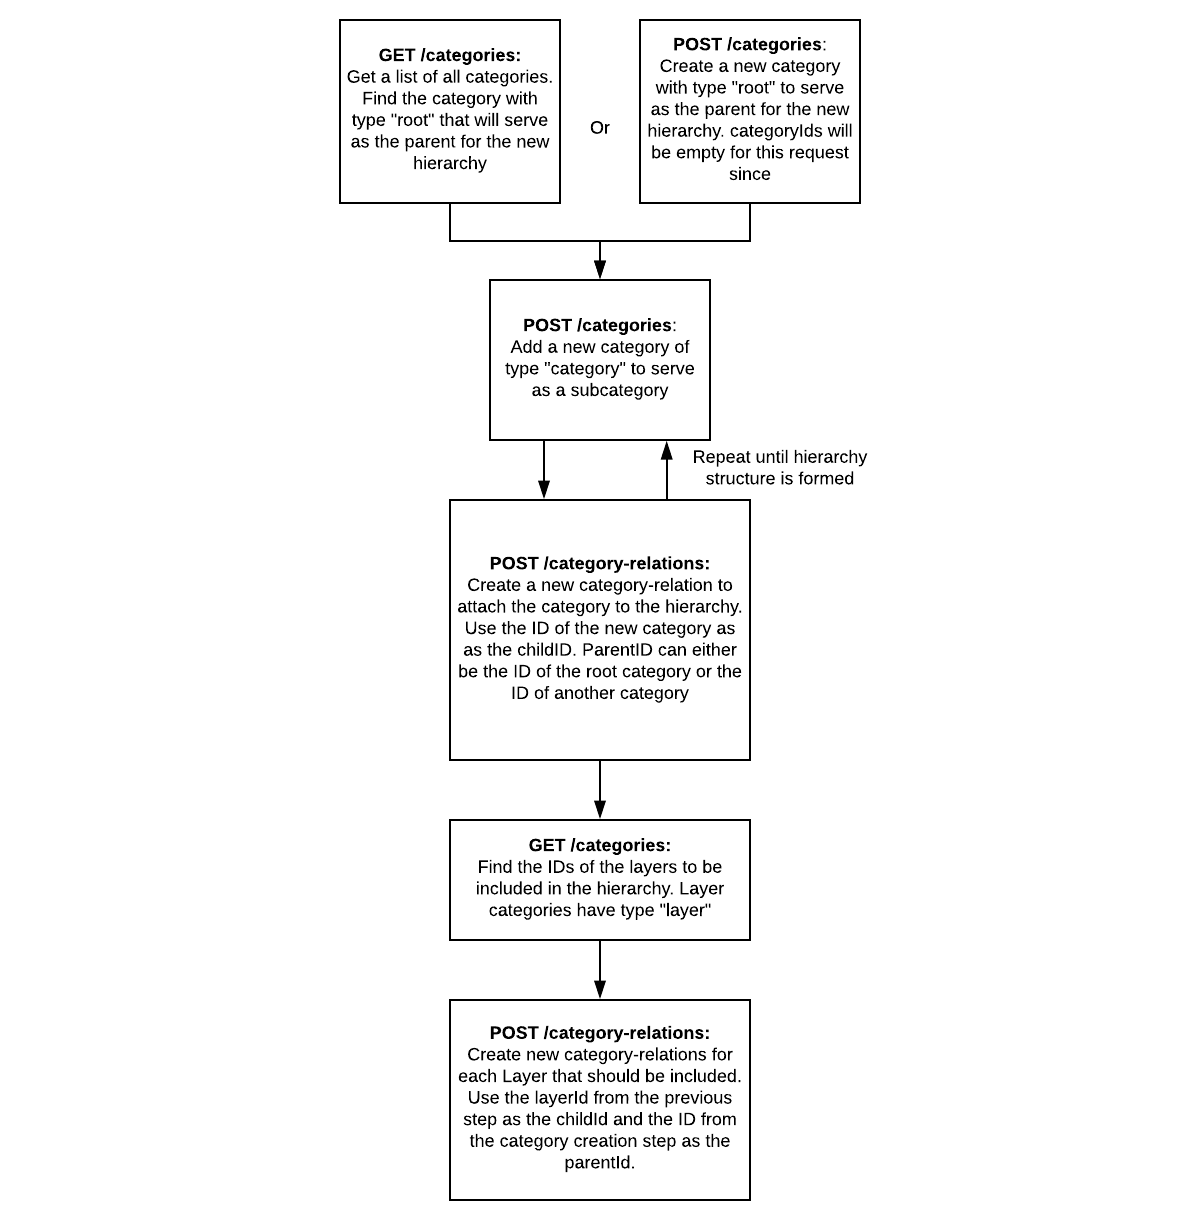 GET /categories:
Get a list of all categories.
Find the category with
type "root" that will serve
as the parent for the new
hierarchy
Or
POST /categories:
Create a new category
with type "root" to serve
as the parent for the new
hierarchy. categoryIds will
be empty for this request
since
POST /categories:
Add a new category of
type "category" to serve
as a subcategory
Repeat until hierarchy
structure is formed
POST /category-relations:
Create a new category-relation to
attach the category to the hierarchy.
Use the ID of the new category as
as the childID. ParentID can either
be the ID of the root category or the
ID of another category
GET /categories:
Find the IDs of the layers to be
included in the hierarchy. Layer
categories have type "layer"
POST /category-relations:
Create new category-relations for
each Layer that should be included.
Use the layerId from the previous
step as the childId and the ID from
the category creation step as the
parentId.